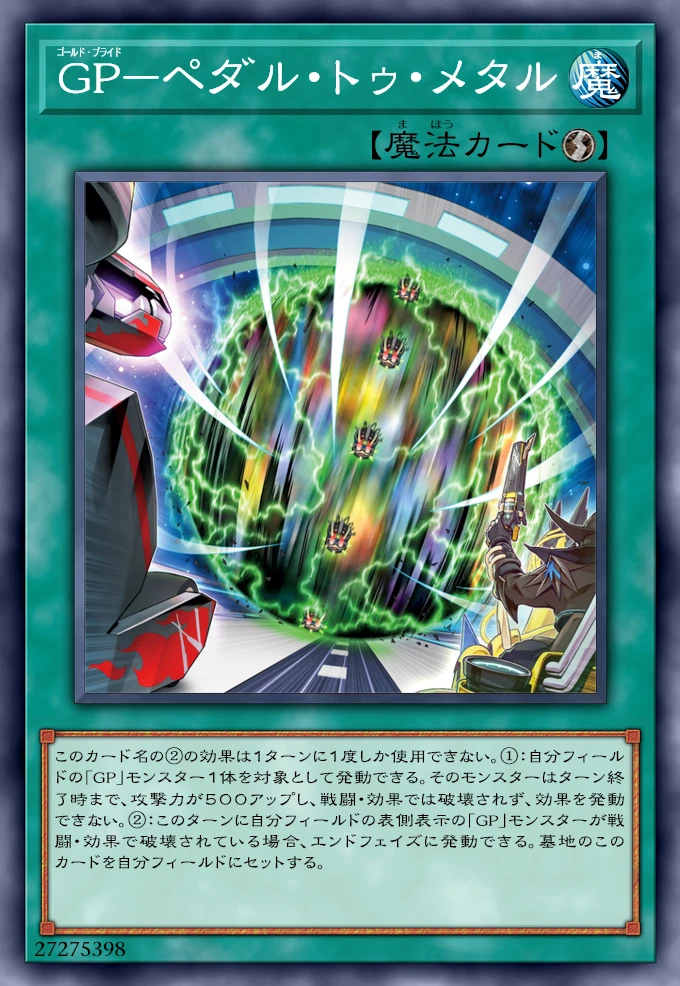 ゴールド・プライド
GP－ペダル・トゥ・メタル
ま
魔
ま ほう
【魔法カード】
このカード名の②の効果は1ターンに1度しか使用できない。①：自分フィール
ドの「GP」モンスター1体を対象として発動できる。そのモンスターはターン終
了時まで、攻撃力が500アップし、戦闘・効果では破壊されず、効果を発動
できない。②：このターンに自分フィールドの表側表示の「GP」モンスターが戦
闘・効果で破壊されている場合、エンドフェイズに発動できる。墓地のこの
カードを自分フィールドにセットする。
27275398